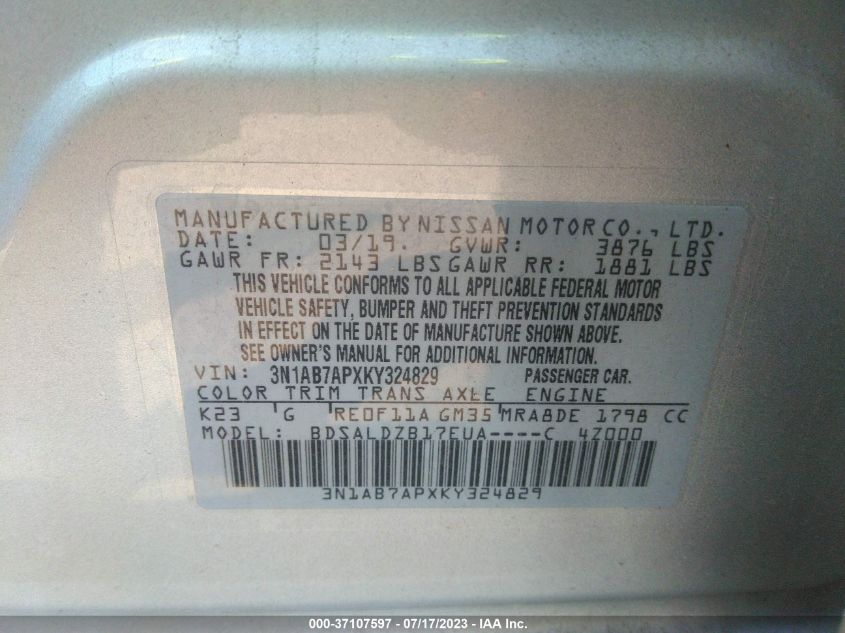 MANUFACTURED BY NISSAN MOTOR CO., LTD.
DATE: 03/19. GVWR: 3876 LBS
GAWR FR: 2143 LBS GAWR RR: 1881 LBS
THIS VEHICLE CONFORMS TO ALL APPLICABLE FEDERAL MOTOR
VEHICLE SAFETY, BUMPER AND THEFT PREVENTION STANDARDS
IN EFFECT ON THE DATE OF MANUFACTURE SHOWN ABOVE.
SEE OWNER'S MANUAL FOR ADDITIONAL INFORMATION.
VIN: 3N1AB7APXKY324829 PASSENGER CAR.
COLOR TRIM TRANS AXLE ENGINE
K23 G RE0F11A GM35 MRA8DE 1798 CC
MODEL: BDSALDZB17EUA----C 4Z000
3N1AB7APXKY324829
000-37107597 - 07/17/2023 - IAA Inc.